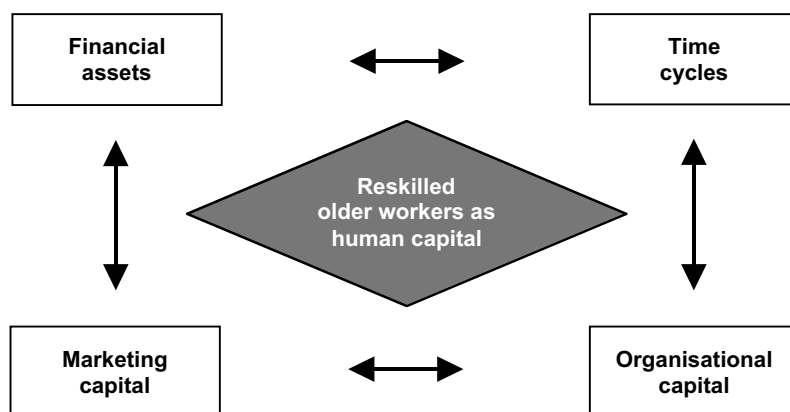 Financial
assets
Time
cycles
Reskilled
older workers as
human capital
Marketing
capital
Organisational
capital